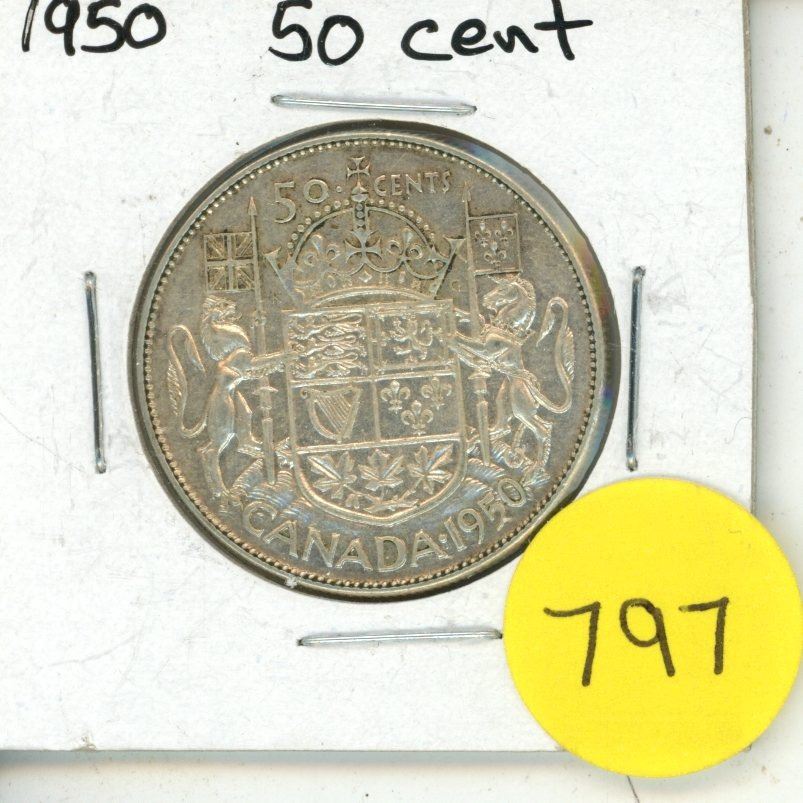 1950 50 cent
50 · CENTS
K G
CANADA · 1950
797